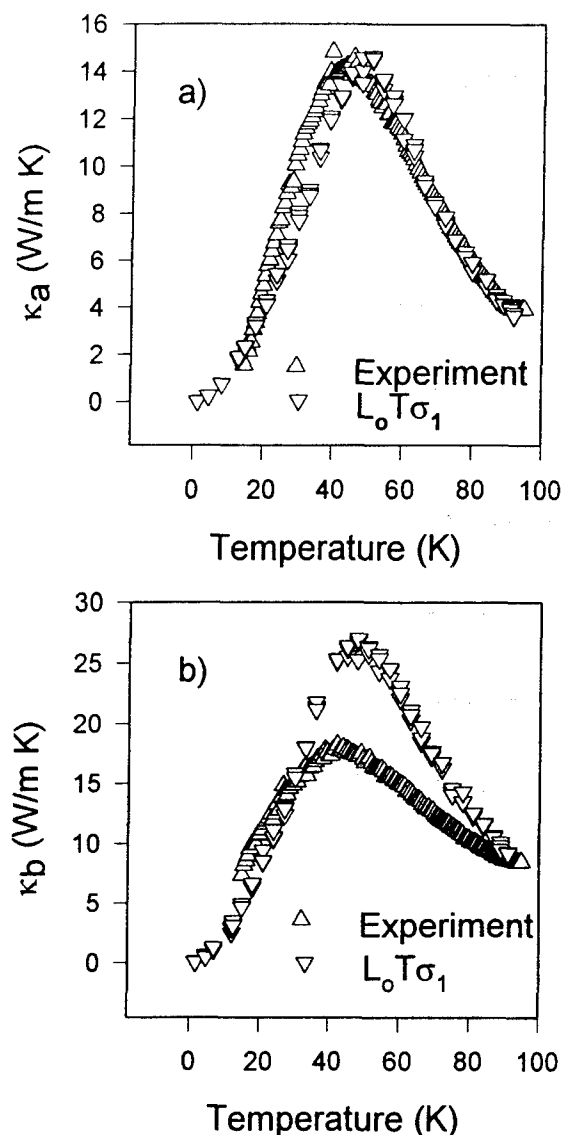 16
14
12
10
8
6
4
2
0
a)
κa (W/m K)
Experiment
LoTσ1
0 20 40 60 80 100
Temperature (K)
30
25
20
15
10
5
0
b)
κb (W/m K)
Experiment
LoTσ1
0 20 40 60 80 100
Temperature (K)